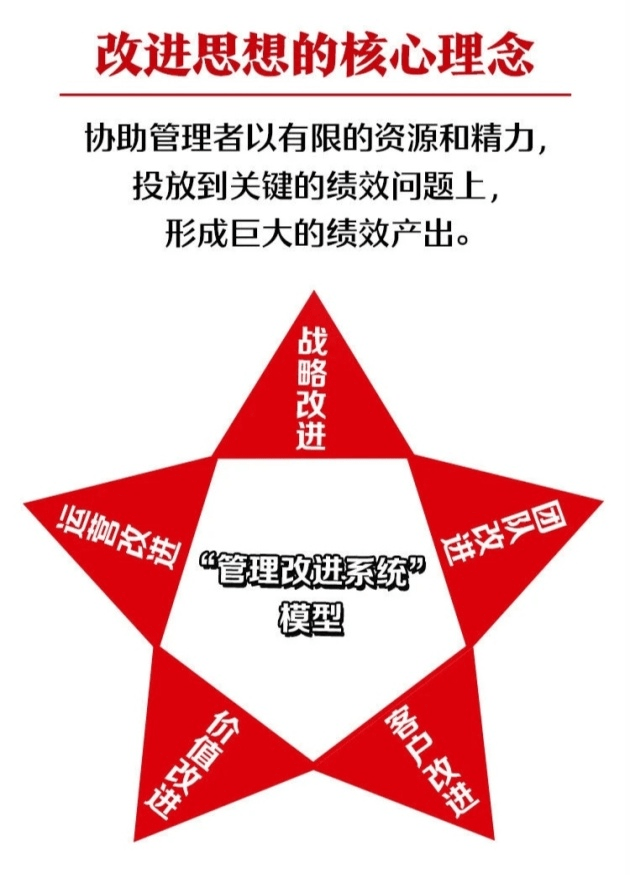 改进思想的核心理念
协助管理者以有限的资源和精力，
投放到关键的绩效问题上，
形成巨大的绩效产出。
战略改进
运营改进
团队改进
“管理改进系统”
模型
价值改进
客户改进